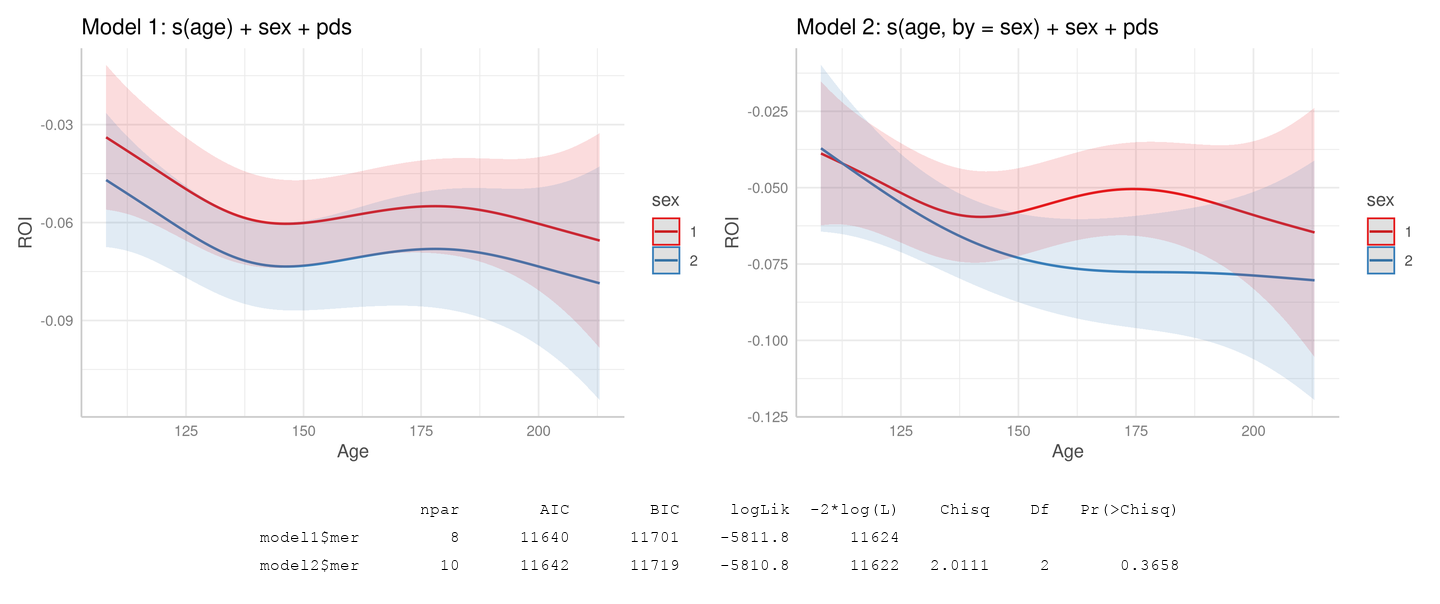 Model 1: s(age) + sex + pds
ROI
-0.03
-0.06
-0.09
125 150 175 200
Age
sex
1
2
Model 2: s(age, by = sex) + sex + pds
ROI
-0.025
-0.050
-0.075
-0.100
-0.125
125 150 175 200
Age
sex
1
2
npar AIC BIC logLik -2*log(L) Chisq Df Pr(>Chisq)
model1$mer 8 11640 11701 -5811.8 11624
model2$mer 10 11642 11719 -5810.8 11622 2.0111 2 0.3658